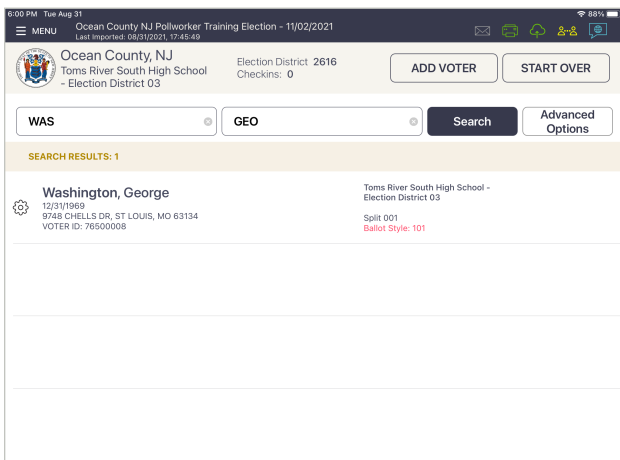 6:00 PM Tue Aug 31
88%
MENU
Ocean County NJ Pollworker Training Election - 11/02/2021
Last Imported: 08/31/2021, 17:45:49
Ocean County, NJ
Toms River South High School
- Election District 03
Election District 2616
Checkins: 0
ADD VOTER
START OVER
WAS
GEO
Search
Advanced
Options
SEARCH RESULTS: 1
Washington, George
12/31/1969
9748 CHELLS DR, ST LOUIS, MO 63134
VOTER ID: 76500008
Toms River South High School -
Election District 03
Split 001
Ballot Style: 101